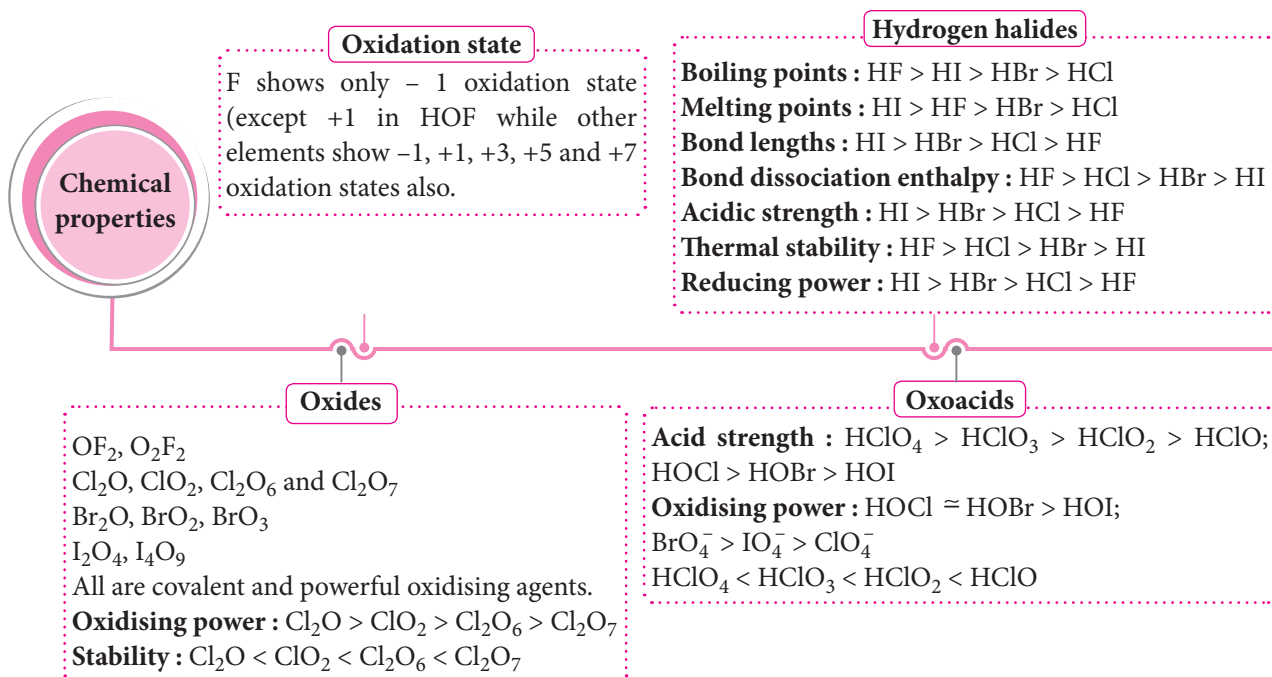 Chemical
properties
Oxidation state
F shows only – 1 oxidation state
(except +1 in HOF while other
elements show –1, +1, +3, +5 and +7
oxidation states also.
Hydrogen halides
Boiling points : HF > HI > HBr > HCl
Melting points : HI > HF > HBr > HCl
Bond lengths : HI > HBr > HCl > HF
Bond dissociation enthalpy : HF > HCl > HBr > HI
Acidic strength : HI > HBr > HCl > HF
Thermal stability : HF > HCl > HBr > HI
Reducing power : HI > HBr > HCl > HF
Oxides
OF₂, O₂F₂
Cl₂O, ClO₂, Cl₂O₆ and Cl₂O₇
Br₂O, BrO₂, BrO₃
I₂O₄, I₄O₉
All are covalent and powerful oxidising agents.
Oxidising power : Cl₂O > ClO₂ > Cl₂O₆ > Cl₂O₇
Stability : Cl₂O < ClO₂ < Cl₂O₆ < Cl₂O₇
Oxoacids
Acid strength : HClO₄ > HClO₃ > HClO₂ > HClO;
HOCl > HOBr > HOI
Oxidising power : HOCl ≃ HOBr > HOI;
BrO₄⁻ > IO₄⁻ > ClO₄⁻
HClO₄ < HClO₃ < HClO₂ < HClO